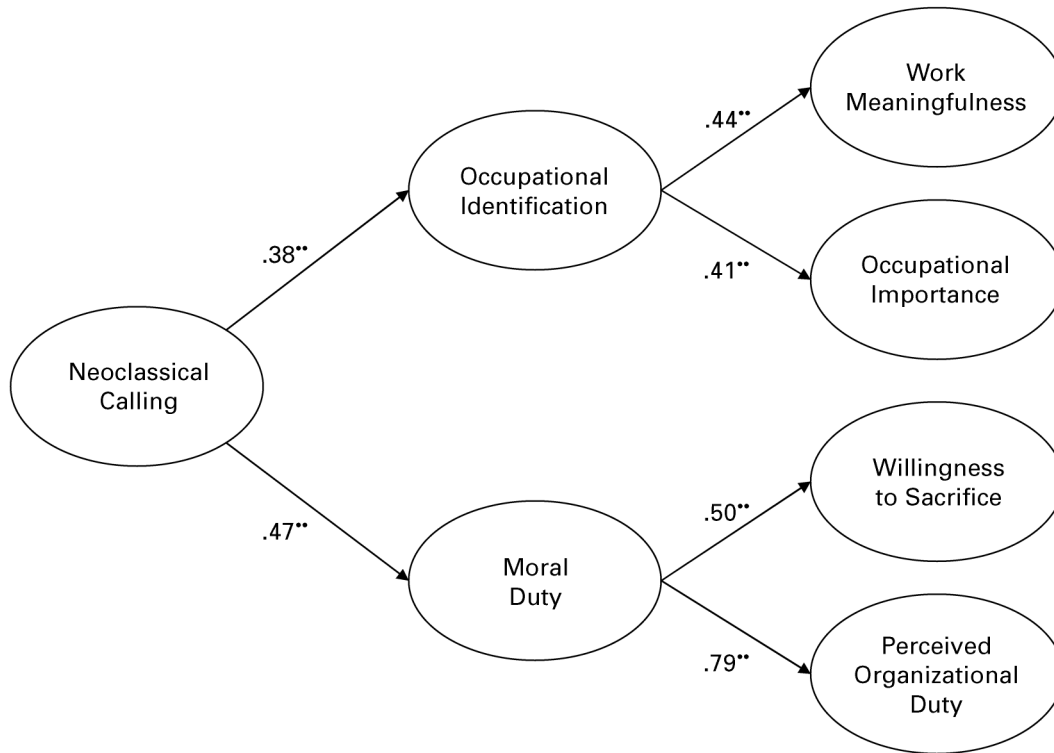 Work
Meaningfulness
.44••
Occupational
Identification
.41••
Occupational
Importance
.38••
Neoclassical
Calling
.47••
Willingness
to Sacrifice
.50••
Moral
Duty
.79••
Perceived
Organizational
Duty